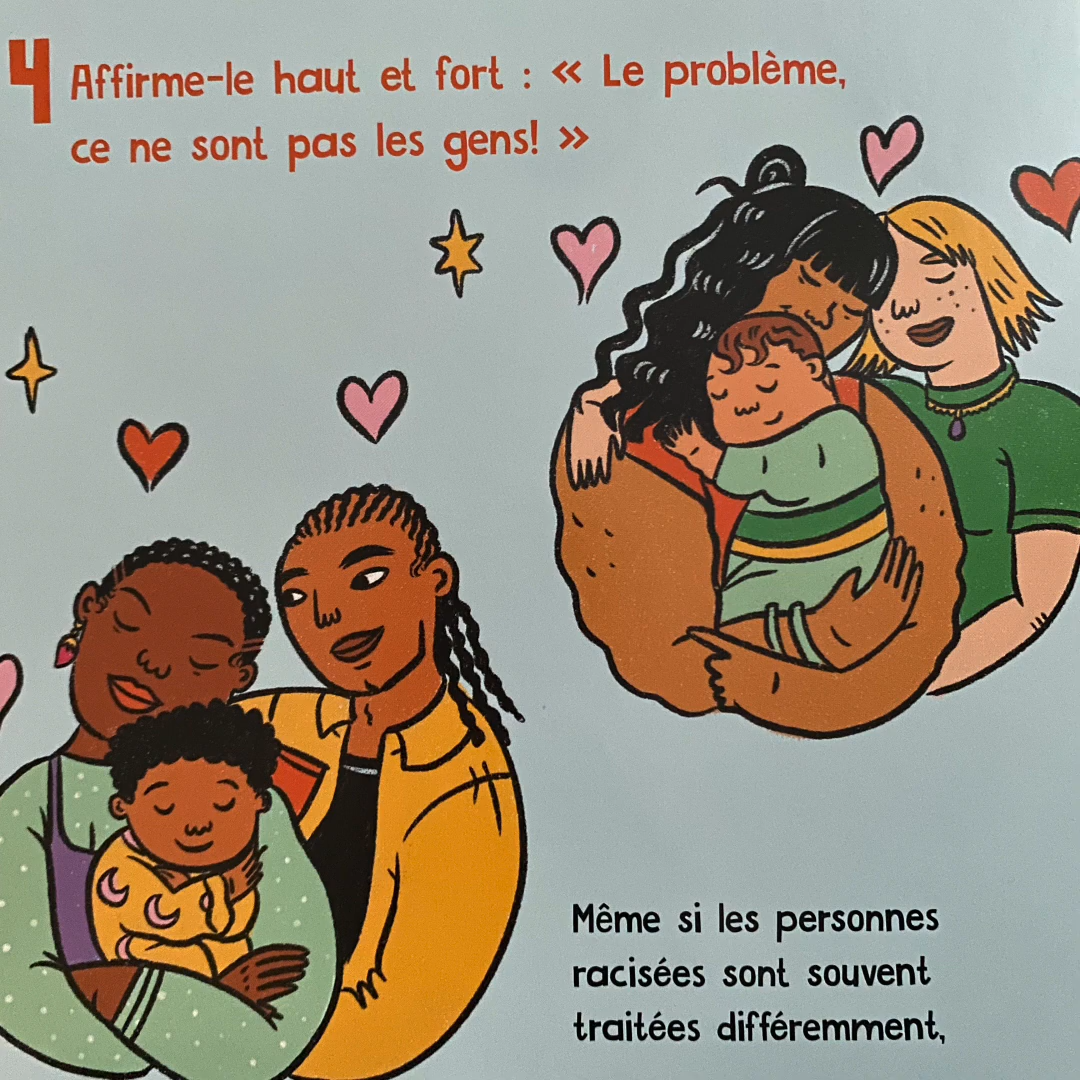 4 Affirme-le haut et fort : « Le problème,
ce ne sont pas les gens! »
Même si les personnes
racisées sont souvent
traitées différemment,